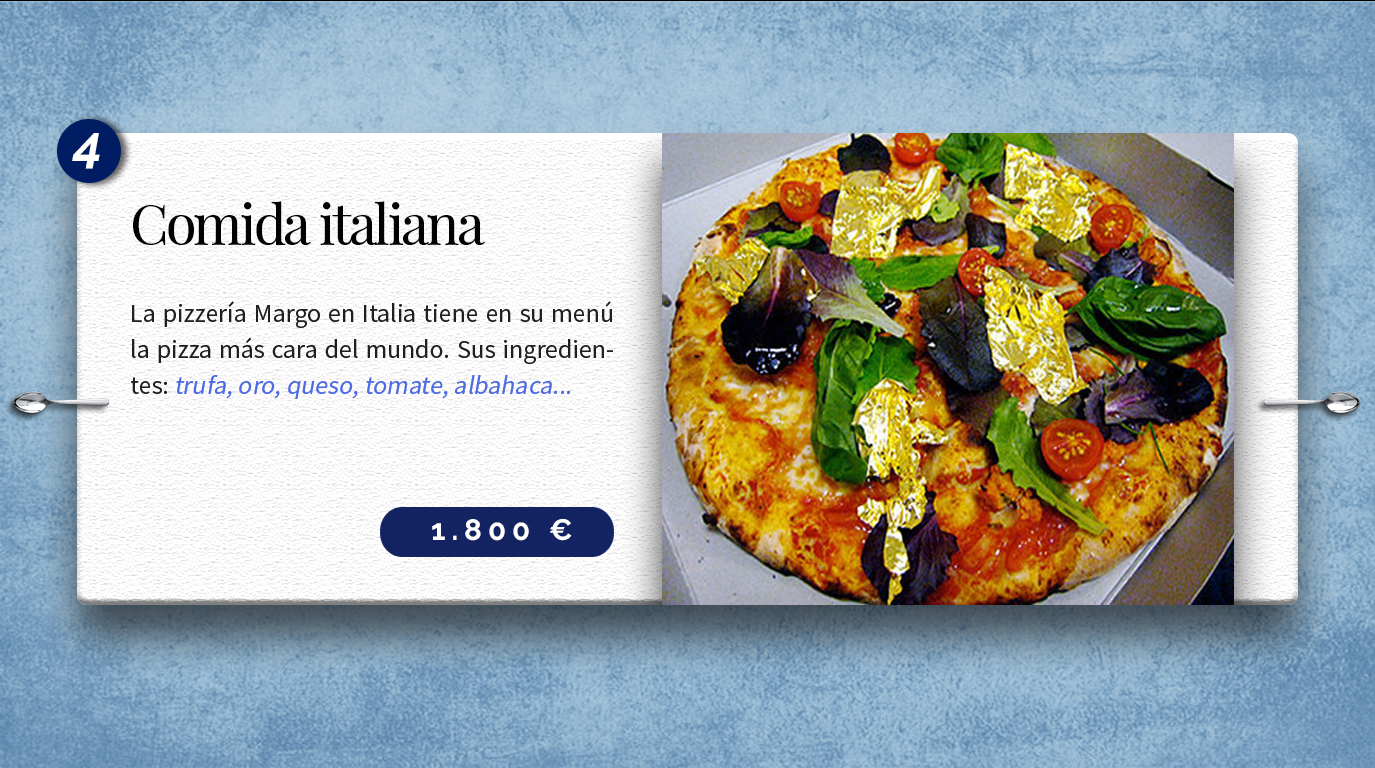 4
Comida italiana
La pizzería Margo en Italia tiene en su menú
la pizza más cara del mundo. Sus ingredien-
tes: trufa, oro, queso, tomate, albahaca...
1.800 €